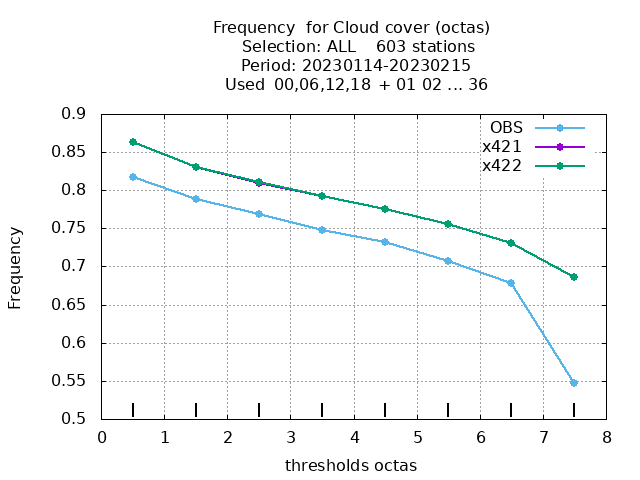 Frequency  for Cloud cover (octas)
Selection: ALL    603 stations
Period: 20230114-20230215
Used  00,06,12,18  + 01 02 ... 36
0.9
0.85
0.8
0.75
0.7
0.65
0.6
0.55
0.5
Frequency
OBS
x421
x422
0 1 2 3 4 5 6 7 8
thresholds octas